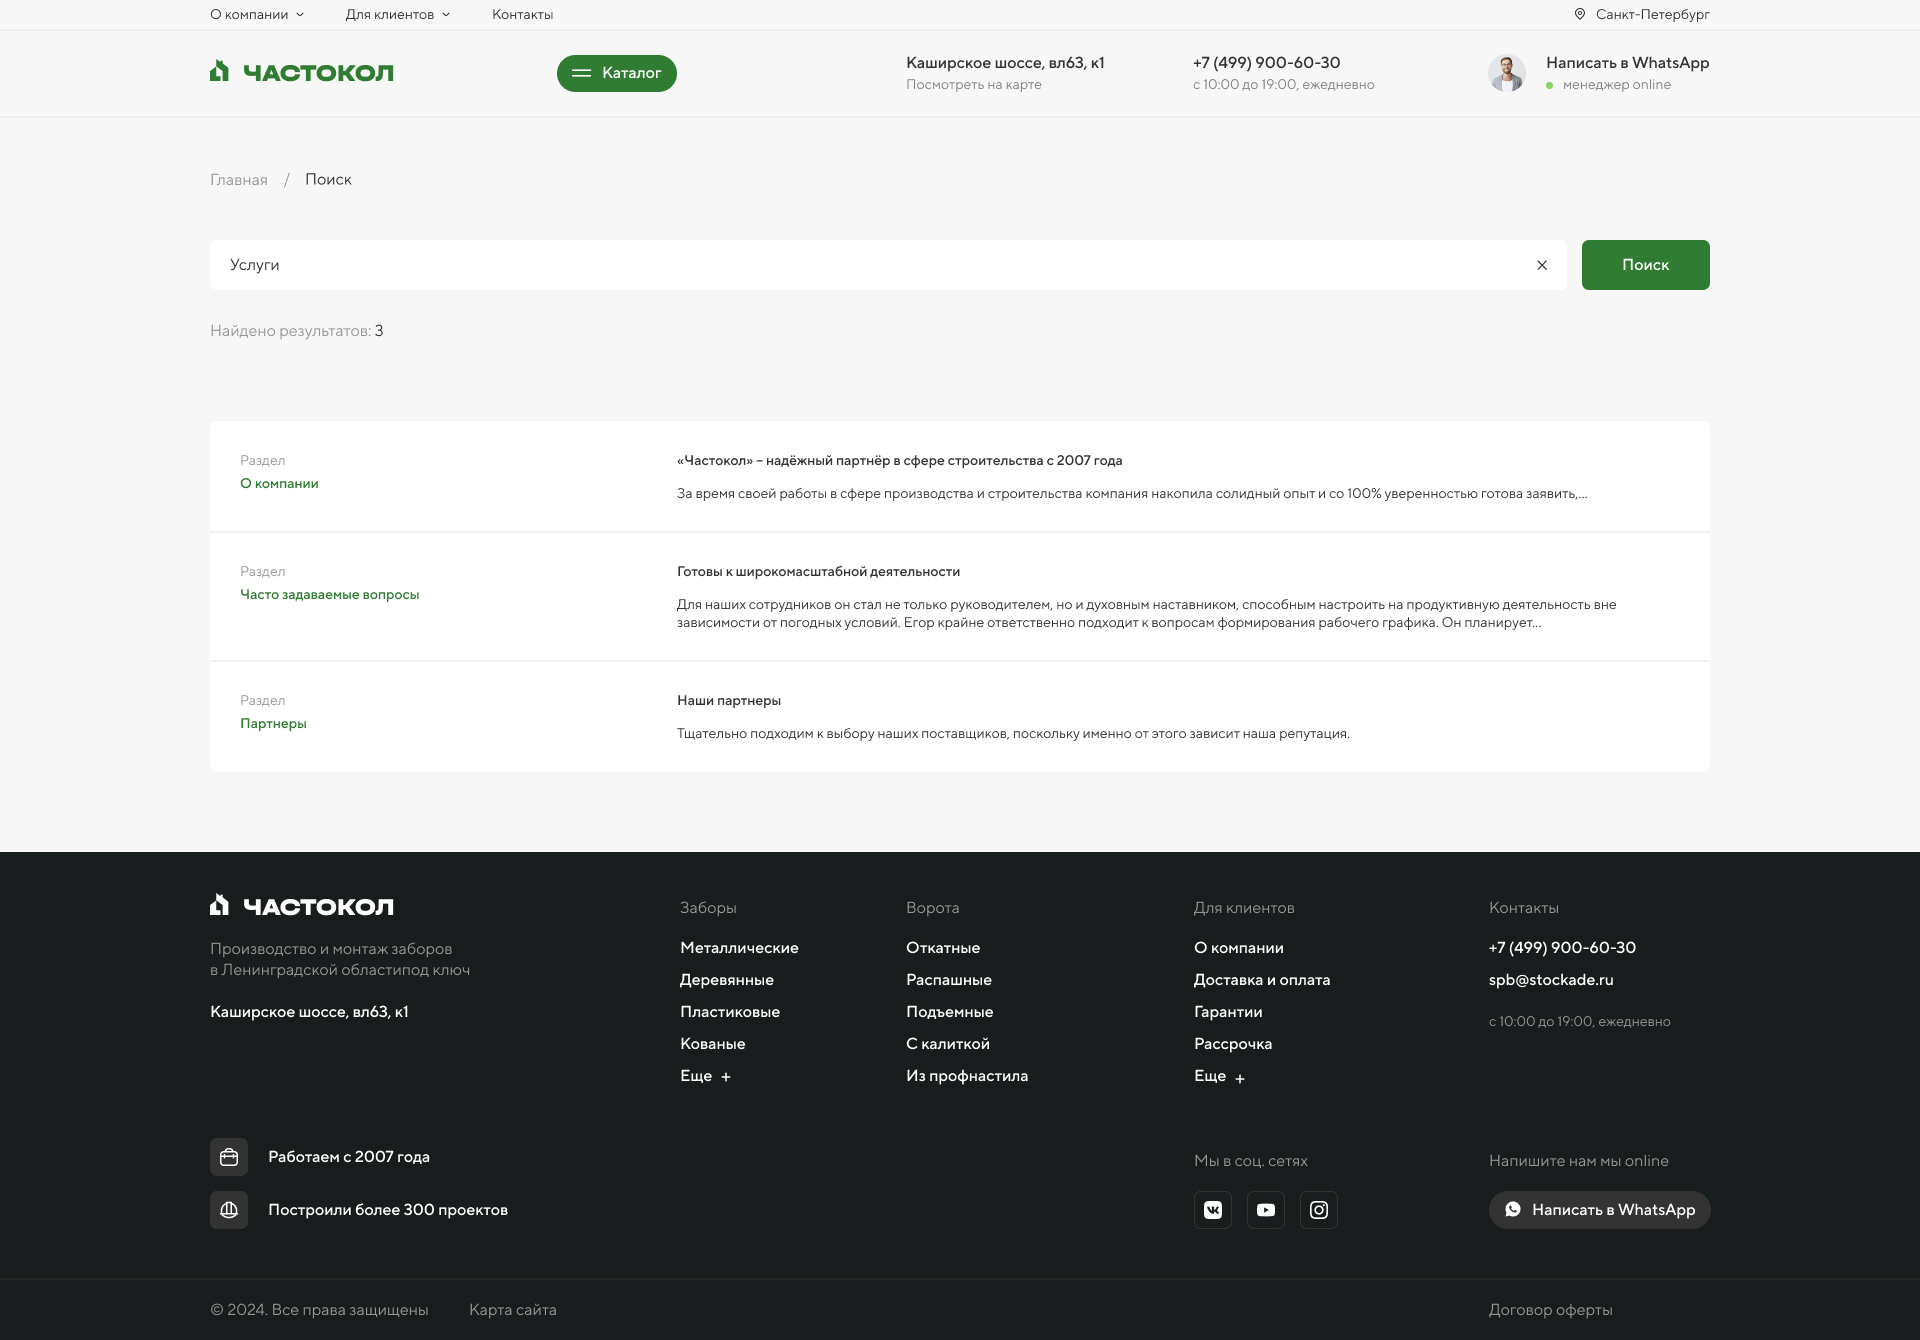 О компании
Для клиентов
Контакты
Санкт-Петербург
ЧАСТОКОЛ
Каталог
Каширское шоссе, вл63, к1
Посмотреть на карте
+7 (499) 900-60-30
с 10:00 до 19:00, ежедневно
Написать в WhatsApp
менеджер online
Главная / Поиск
Услуги
Поиск
Найдено результатов: 3
Раздел
О компании
«Частокол» – надёжный партнёр в сфере строительства с 2007 года
За время своей работы в сфере производства и строительства компания накопила солидный опыт и со 100% уверенностью готова заявить,...
Раздел
Часто задаваемые вопросы
Готовы к широкомасштабной деятельности
Для наших сотрудников он стал не только руководителем, но и духовным наставником, способным настроить на продуктивную деятельность вне
зависимости от погодных условий. Егор крайне ответственно подходит к вопросам формирования рабочего графика. Он планирует...
Раздел
Партнеры
Наши партнеры
Тщательно подходим к выбору наших поставщиков, поскольку именно от этого зависит наша репутация.
ЧАСТОКОЛ
Производство и монтаж заборов
в Ленинградской областипод ключ
Каширское шоссе, вл63, к1
Заборы
Металлические
Деревянные
Пластиковые
Кованые
Еще +
Ворота
Откатные
Распашные
Подъемные
С калиткой
Из профнастила
Для клиентов
О компании
Доставка и оплата
Гарантии
Рассрочка
Еще +
Контакты
+7 (499) 900-60-30
spb@stockade.ru
с 10:00 до 19:00, ежедневно
Работаем с 2007 года
Построили более 300 проектов
Мы в соц. сетях
Напишите нам мы online
Написать в WhatsApp
© 2024. Все права защищены
Карта сайта
Договор оферты